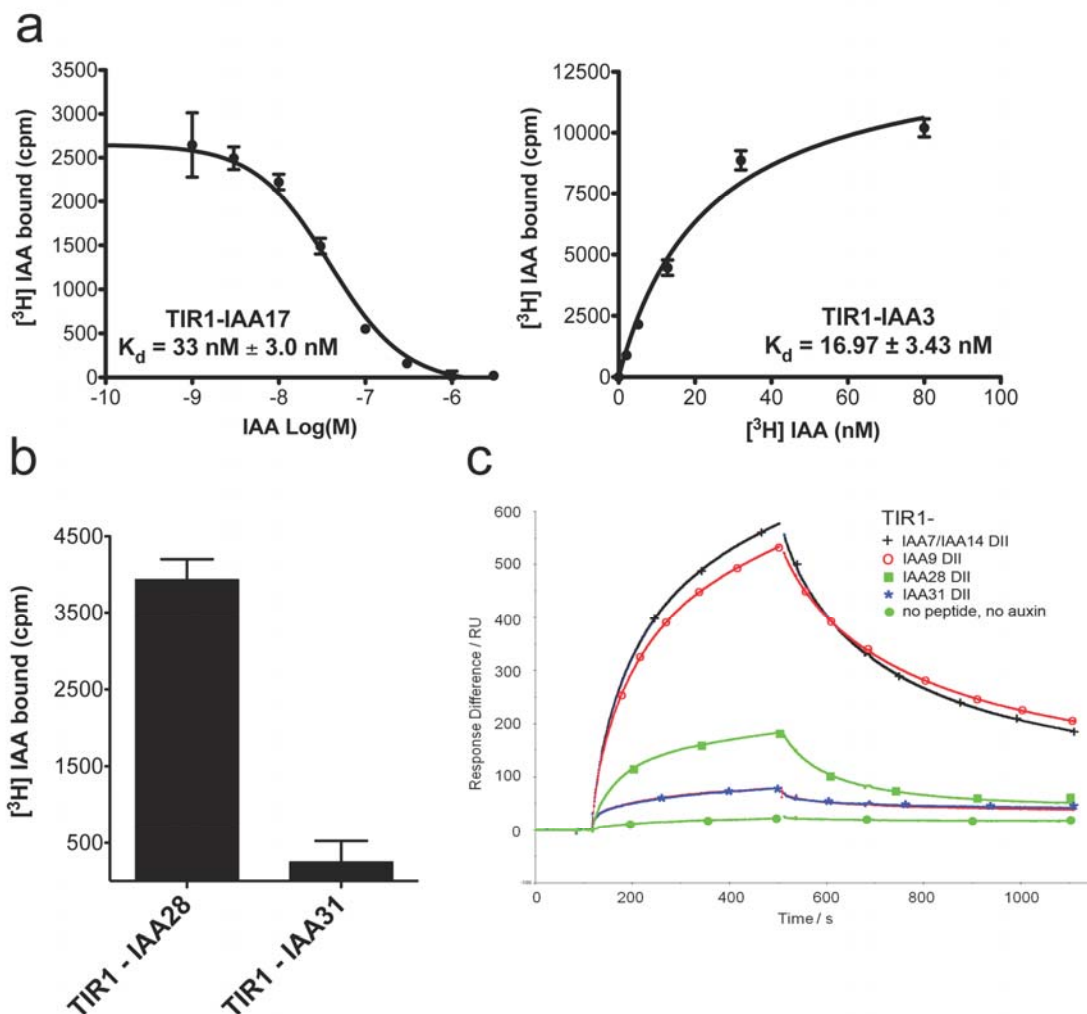 a
[³H] IAA bound (cpm)
3500
3000
2500
2000
1500
1000
500
0
TIR1-IAA17
K_d = 33 nM ± 3.0 nM
-10 -9 -8 -7 -6
IAA Log(M)
[³H] IAA bound (cpm)
12500
10000
7500
5000
2500
0
TIR1-IAA3
K_d = 16.97 ± 3.43 nM
0 20 40 60 80 100
[³H] IAA (nM)
b
[³H] IAA bound (cpm)
4500
3500
2500
4500
500
TIR1 - IAA28
TIR1 - IAA31
c
Response Difference / RU
600
500
400
300
200
100
0
TIR1-
IAA7/IAA14 DII
IAA9 DII
IAA28 DII
IAA31 DII
no peptide, no auxin
0 200 400 600 800 1000
Time / s